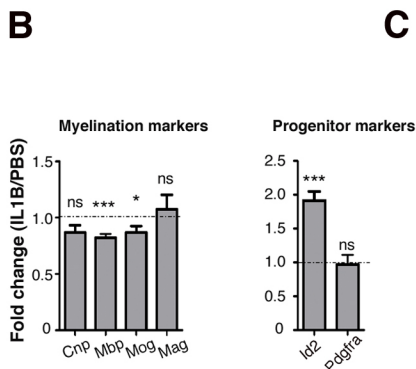 B
C
Myelination markers
Fold change (IL1B/PBS)
1.5
1.0
0.5
0
ns
***
*
ns
Cnp
Mbp
Mog
Mag
Progenitor markers
2.5
2.0
1.5
1.0
0.5
0
***
ns
Id2
Pdgfra